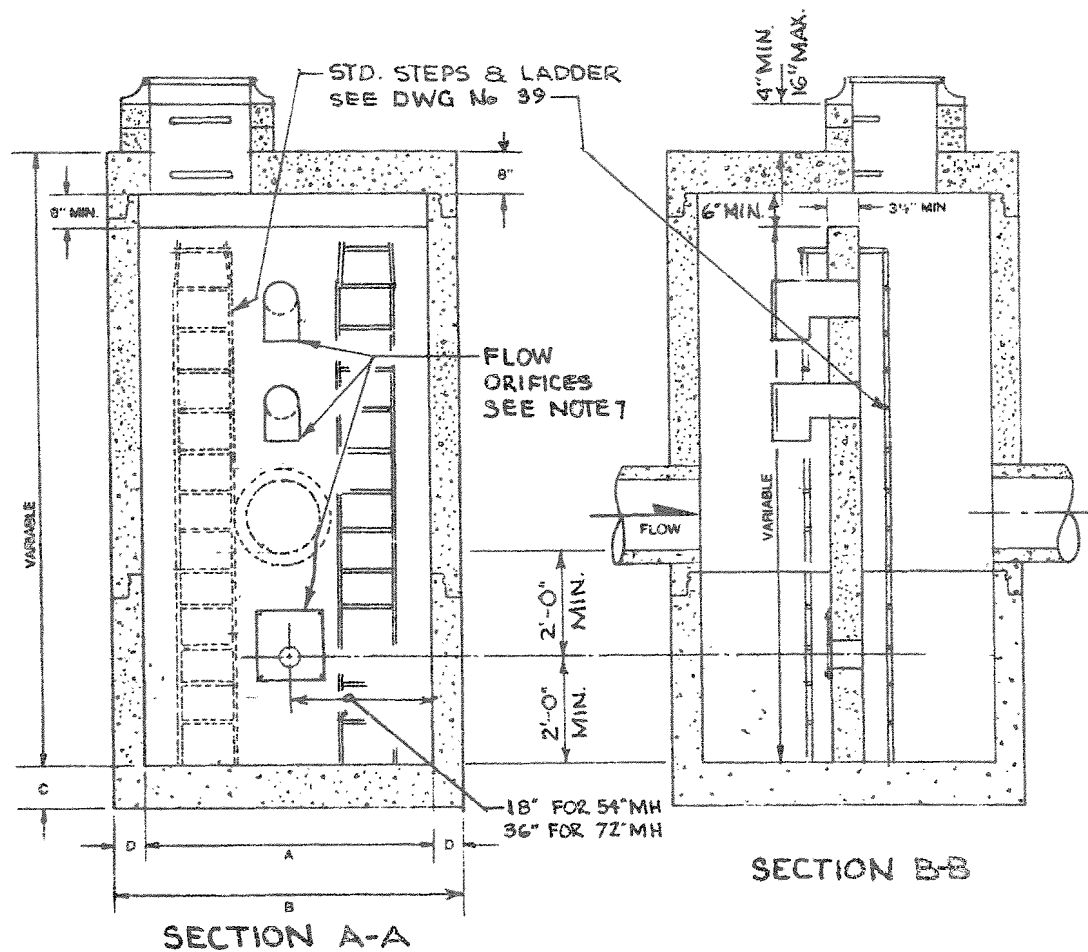 STD. STEPS & LADDER
SEE DWG No 39
4" MIN.
16" MAX.
8"
6" MIN.
3½" MIN
FLOW
ORIFICES
SEE NOTE 7
VARIABLE
VARIABLE
FLOW
2'-0"
MIN.
2'-0"
MIN.
C
18" FOR 54"MH
36" FOR 72"MH
D
A
D
B
SECTION B-B
SECTION A-A